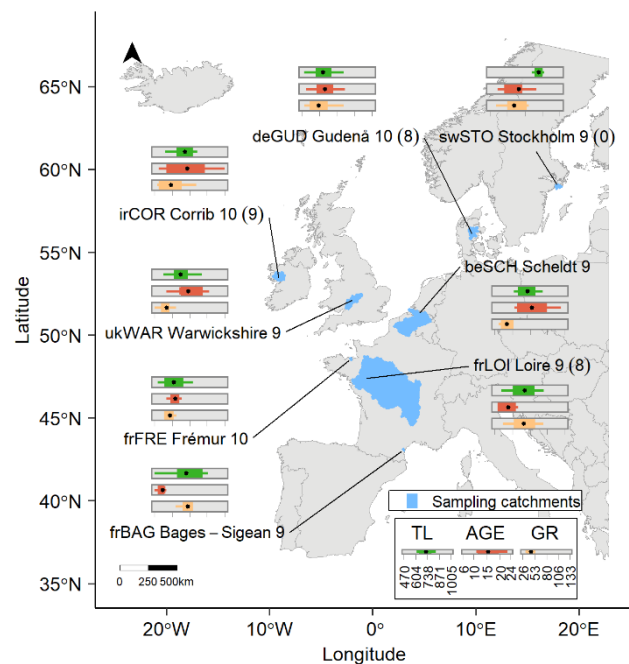 65°N
60°N
55°N
50°N
45°N
40°N
35°N
Latitude
deGUD Gudenå 10 (8)
swSTO Stockholm 9 (0)
irCOR Corrib 10 (9)
beSCH Scheldt 9
ukWAR Warwickshire 9
frLOI Loire 9 (8)
frFRE Frémur 10
frBAG Bages – Sigean 9
Sampling catchments
TL AGE GR
470 604 738 871 1005 6 10 15 20 24 26 53 80 106 133
0 250 500km
20°W 10°W 0° 10°E 20°E
Longitude